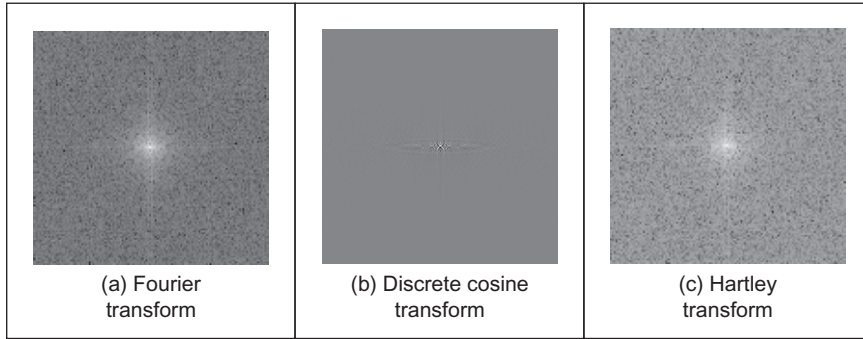 (a) Fourier
transform
(b) Discrete cosine
transform
(c) Hartley
transform